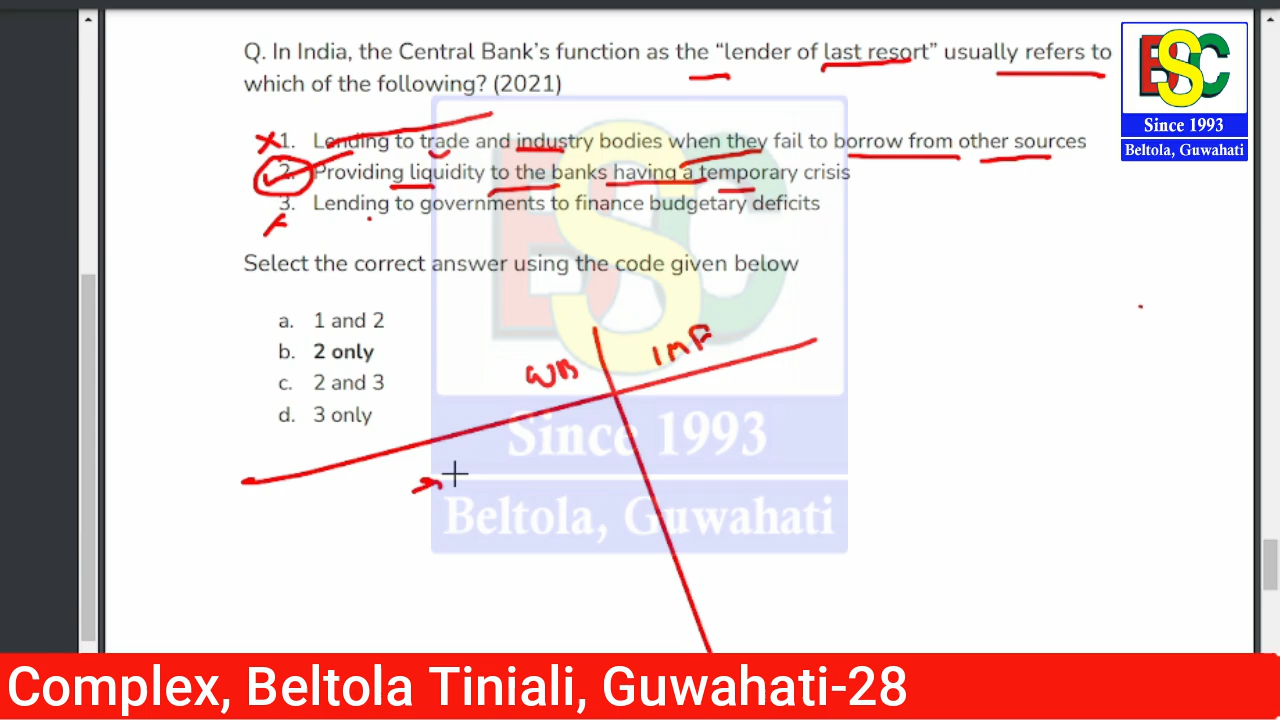 Q. In India, the Central Bank's function as the "lender of last resort" usually refers to
which of the following? (2021)
1. Lending to trade and industry bodies when they fail to borrow from other sources
2. Providing liquidity to the banks having a temporary crisis
3. Lending to governments to finance budgetary deficits
Select the correct answer using the code given below
a. 1 and 2
b. 2 only
c. 2 and 3
d. 3 only
WB IMF
ESC
Since 1993
Beltola, Guwahati
ESC
Since 1993
Beltola, Guwahati
Complex, Beltola Tiniali, Guwahati-28